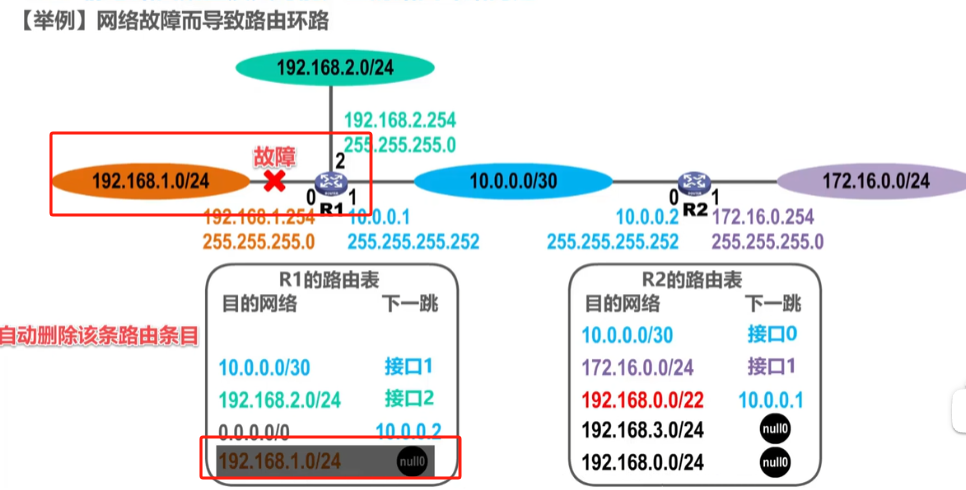 【举例】网络故障而导致路由环路
192.168.2.0/24
192.168.2.254
255.255.255.0
故障
2
192.168.1.0/24
10.0.0.0/30
172.16.0.0/24
0 R1 1
0 R2 1
192.168.1.254
255.255.255.0
10.0.0.1
255.255.255.252
10.0.0.2
255.255.255.252
172.16.0.254
255.255.255.0
自动删除该条路由条目
R1的路由表
目的网络 下一跳
10.0.0.0/30 接口1
192.168.2.0/24 接口2
0.0.0.0/0 10.0.0.2
192.168.1.0/24 null0
R2的路由表
目的网络 下一跳
10.0.0.0/30 接口0
172.16.0.0/24 接口1
192.168.0.0/22 10.0.0.1
192.168.3.0/24 null0
192.168.0.0/24 null0